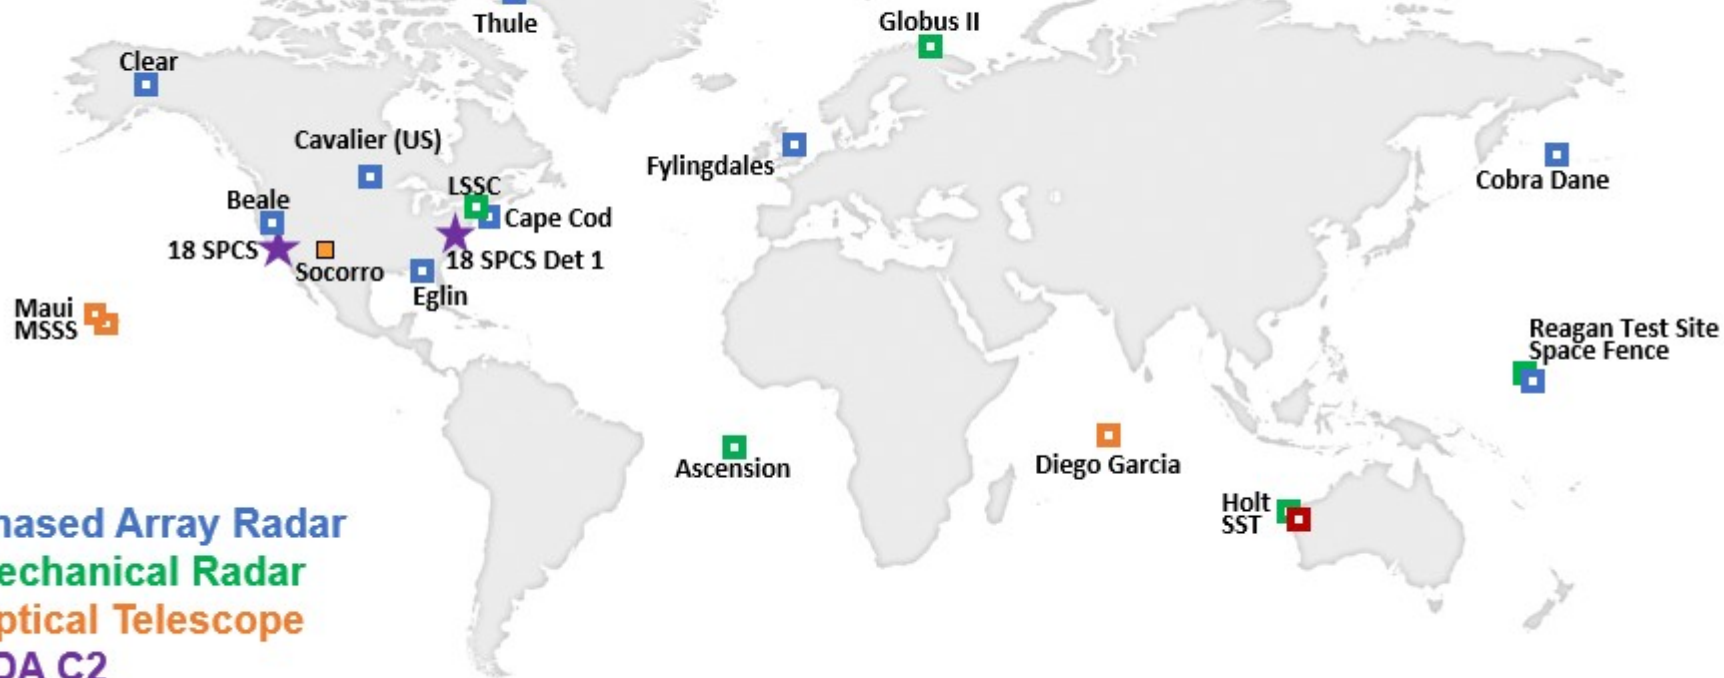 Thule
Globus II
Clear
Cavalier (US)
Fylingdales
Cobra Dane
LSSC
Beale
Cape Cod
18 SPCS
18 SPCS Det 1
Socorro
Eglin
Maui
MSSS
Reagan Test Site
Space Fence
Ascension
Diego Garcia
Holt
SST
hased Array Radar
echanical Radar
ptical Telescope
DA C2